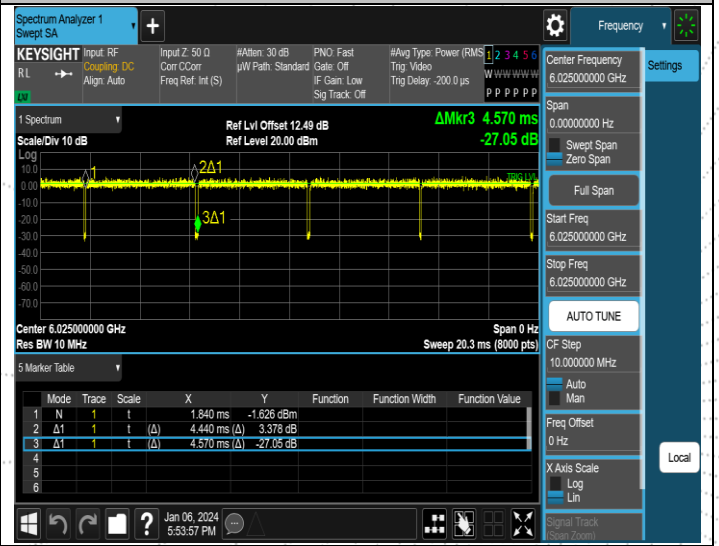 Spectrum Analyzer 1
Swept SA
+
Frequency
KEYSIGHT
RL
Input: RF
Coupling: DC
Align: Auto
Input Z: 50 Ω
Corr CCorr
Freq Ref: Int (S)
#Atten: 30 dB
µW Path: Standard
PNO: Fast
Gate: Off
IF Gain: Low
Sig Track: Off
#Avg Type: Power (RMS
Trig: Video
Trig Delay: -200.0 µs
1 2 3 4 5 6
W W W W W W
P P P P P P
Center Frequency
6.025000000 GHz
Settings
Span
0.00000000 Hz
Swept Span
Zero Span
Full Span
Start Freq
6.025000000 GHz
Stop Freq
6.025000000 GHz
AUTO TUNE
CF Step
10.000000 MHz
Auto
Man
Freq Offset
0 Hz
X Axis Scale
Log
Lin
Signal Track
(Span Zoom)
Local
1 Spectrum
Scale/Div 10 dB
Ref Lvl Offset 12.49 dB
Ref Level 20.00 dBm
ΔMkr3 4.570 ms
-27.05 dB
Log
10.0
0.00
-10.0
-20.0
-30.0
-40.0
-50.0
-60.0
-70.0
1
2Δ1
3Δ1
TRIG LVL
Center 6.025000000 GHz
Res BW 10 MHz
Span 0 Hz
Sweep 20.3 ms (8000 pts)
5 Marker Table
Mode Trace Scale X Y Function Function Width Function Value
1 N 1 t 1.840 ms -1.626 dBm
2 Δ1 1 t (Δ) 4.440 ms (Δ) 3.378 dB
3 Δ1 1 t (Δ) 4.570 ms (Δ) -27.05 dB
4
5
6
?
Jan 06, 2024
5:53:57 PM